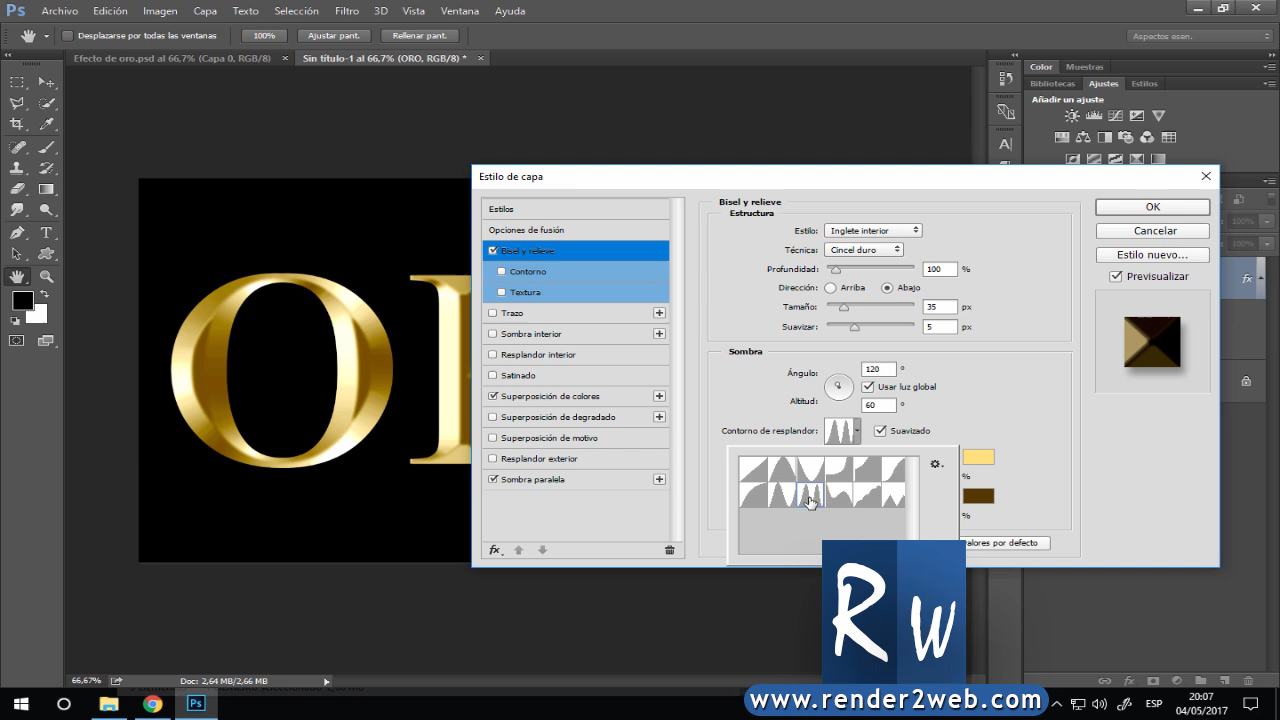 Ps Archivo Edición Imagen Capa Texto Selección Filtro 3D Vista Ventana Ayuda
Desplazarse por todas las ventanas 100% Ajustar pant. Rellenar pant. Aspectos esen.
Efecto de oro.psd al 66,7% (Capa 0, RGB/8) × Sin título-1 al 66,7% (ORO, RGB/8) * ×
Color Muestras
Bibliotecas Ajustes Estilos
Añadir un ajuste
Estilo de capa
Estilos
Opciones de fusión
Bisel y relieve
Contorno
Textura
Trazo
Sombra interior
Resplandor interior
Satinado
Superposición de colores
Superposición de degradado
Superposición de motivo
Resplandor exterior
Sombra paralela
fx
Bisel y relieve
Estructura
Estilo: Inglete interior
Técnica: Cincel duro
Profundidad: 100 %
Dirección: Arriba Abajo
Tamaño: 35 px
Suavizar: 5 px
Sombra
Ángulo: 120 °
Usar luz global
Altitud: 60 °
Contorno de resplandor: Suavizado
%
%
alores por defecto
OK
Cancelar
Estilo nuevo...
Previsualizar
100%
100%
fx
O
66,67% Doc: 2,64 MB/2,66 MB
RW
www.render2web.com
Ps
ESP
20:07
04/05/2017